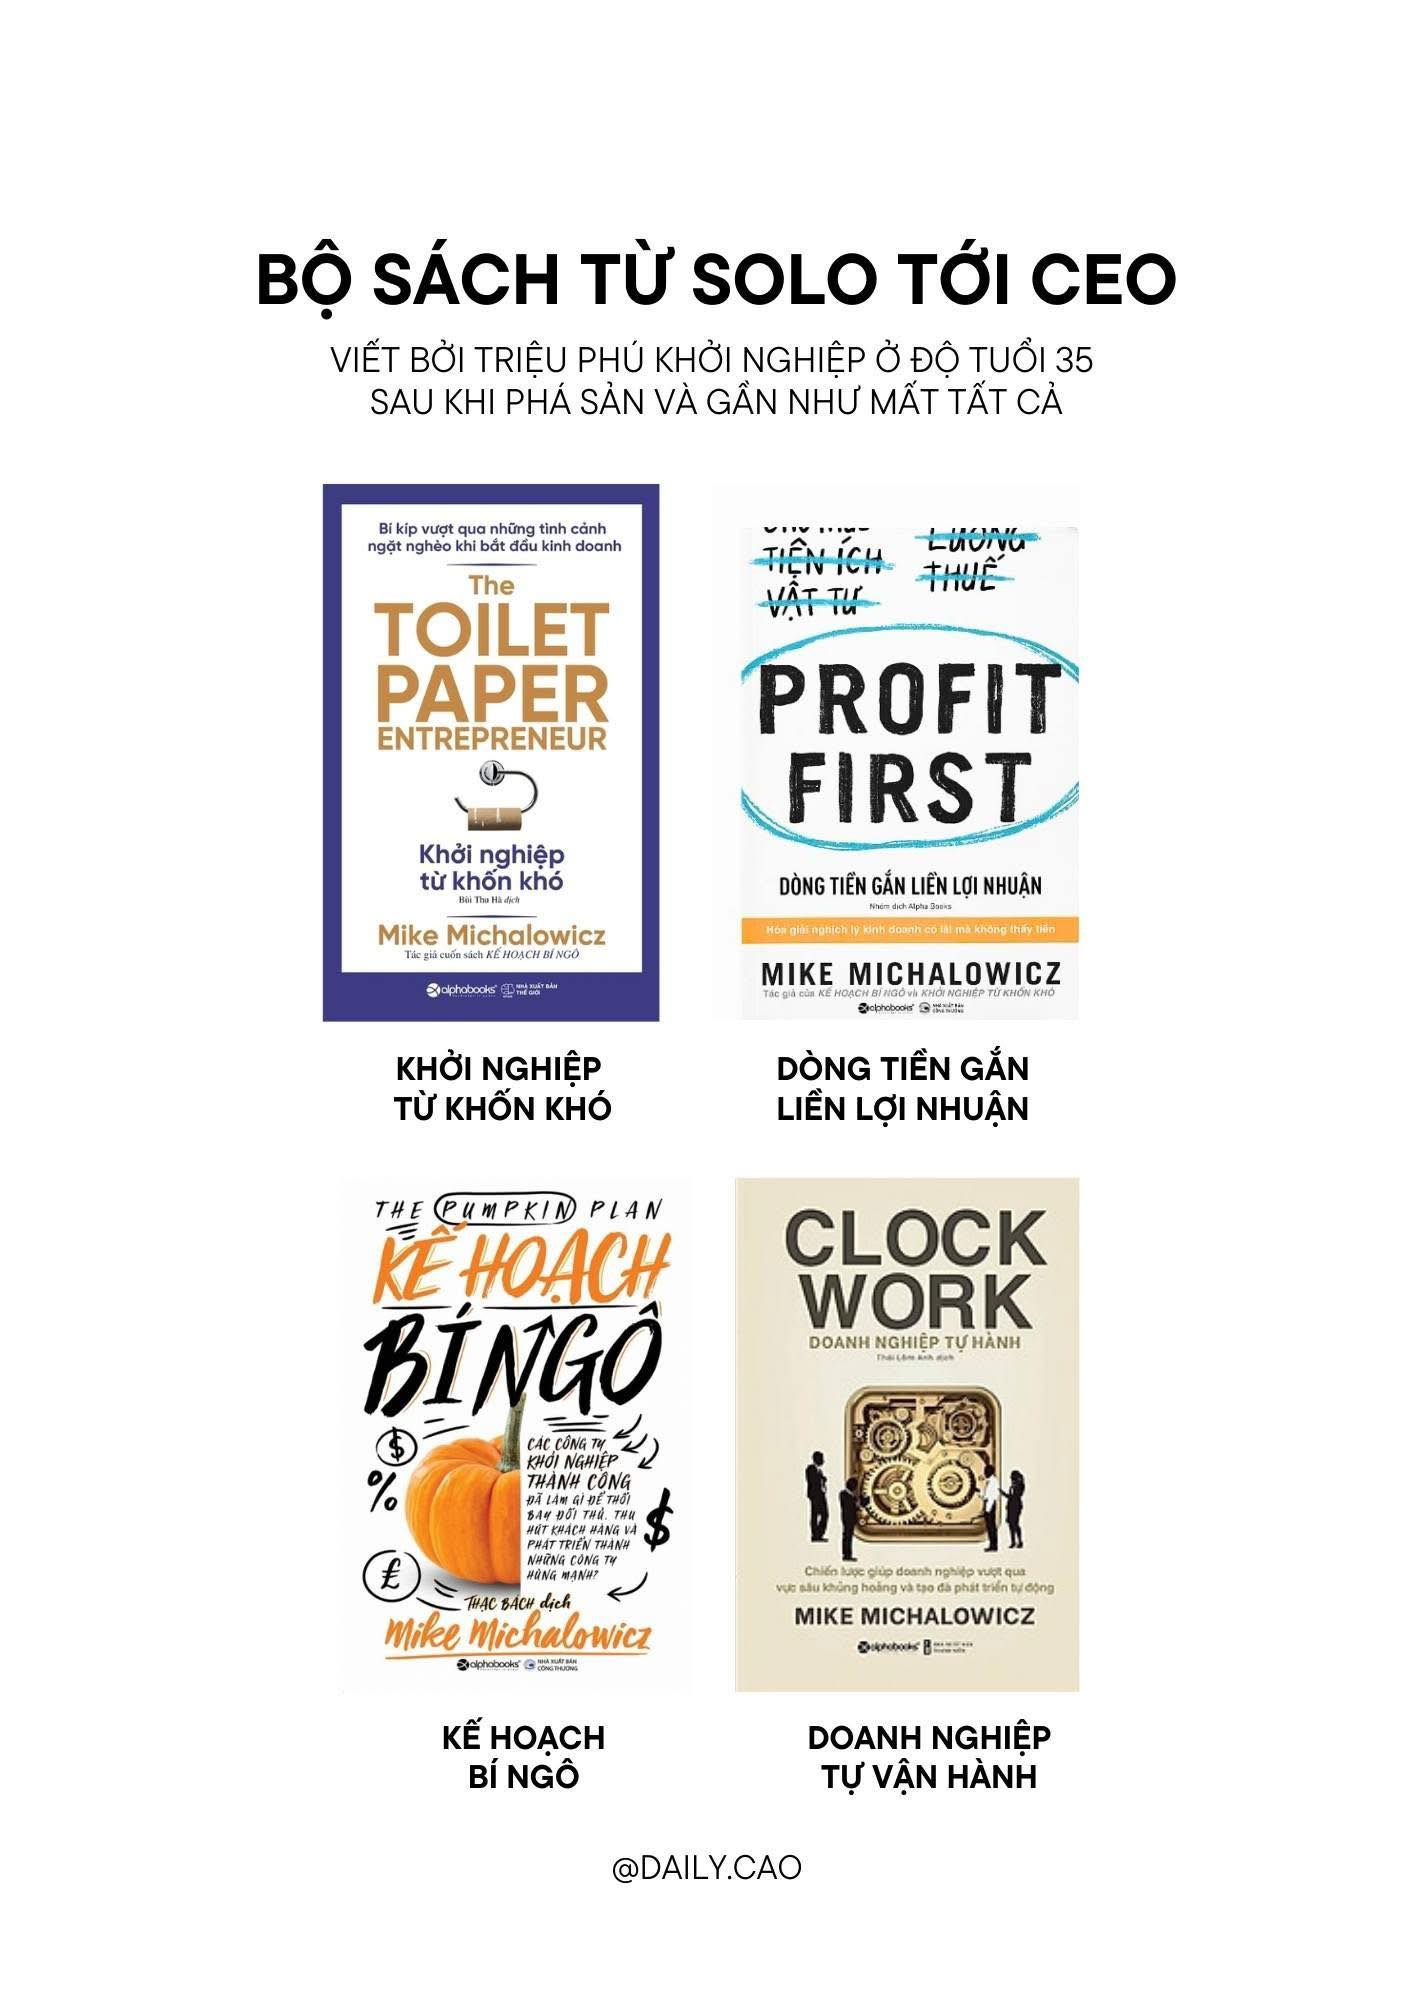 BỘ SÁCH TỪ SOLO TỚI CEO
VIẾT BỞI TRIỆU PHÚ KHỞI NGHIỆP Ở ĐỘ TUỔI 35
SAU KHI PHÁ SẢN VÀ GẦN NHƯ MẤT TẤT CẢ
Bí kíp vượt qua những tình cảnh
ngặt nghèo khi bắt đầu kinh doanh
The
TOILET
PAPER
ENTREPRENEUR
Khởi nghiệp
từ khốn khó
Bùi Thu Hà dịch
Mike Michalowicz
Tác giả cuốn sách KẾ HOẠCH BÍ NGÔ
alphabooks
NHÀ XUẤT BẢN
THẾ GIỚI
TIỆN ÍCH
VẬT TƯ
LƯƠNG
THUẾ
PROFIT
FIRST
DÒNG TIỀN GẮN LIỀN LỢI NHUẬN
Nhóm dịch Alpha Books
Hóa giải nghịch lý kinh doanh có lãi mà không thấy tiền
MIKE MICHALOWICZ
Tác giả của KẾ HOẠCH BÍ NGÔ và KHỞI NGHIỆP TỪ KHỐN KHÓ
alphabooks
NHÀ XUẤT BẢN
CÔNG THƯƠNG
KHỞI NGHIỆP
TỪ KHỐN KHÓ
DÒNG TIỀN GẮN
LIỀN LỢI NHUẬN
THE PUMPKIN PLAN
KẾ HOẠCH
BÍ NGÔ
$
%
£
$
CÁC CÔNG TY
KHỞI NGHIỆP
THÀNH CÔNG
ĐÃ LÀM GÌ ĐỂ THỔI
BAY ĐỐI THỦ, THU
HÚT KHÁCH HÀNG VÀ
PHÁT TRIỂN THÀNH
NHỮNG CÔNG TY
HÙNG MẠNH?
THẠC BÁCH dịch
Mike Michalowicz
alphabooks
NHÀ XUẤT BẢN
CÔNG THƯƠNG
CLOCK
WORK
DOANH NGHIỆP TỰ HÀNH
Thái Lâm Anh dịch
Chiến lược giúp doanh nghiệp vượt qua
vực sâu khủng hoảng và tạo đà phát triển tự động
MIKE MICHALOWICZ
alphabooks
KẾ HOẠCH
BÍ NGÔ
DOANH NGHIỆP
TỰ VẬN HÀNH
@DAILY.CAO